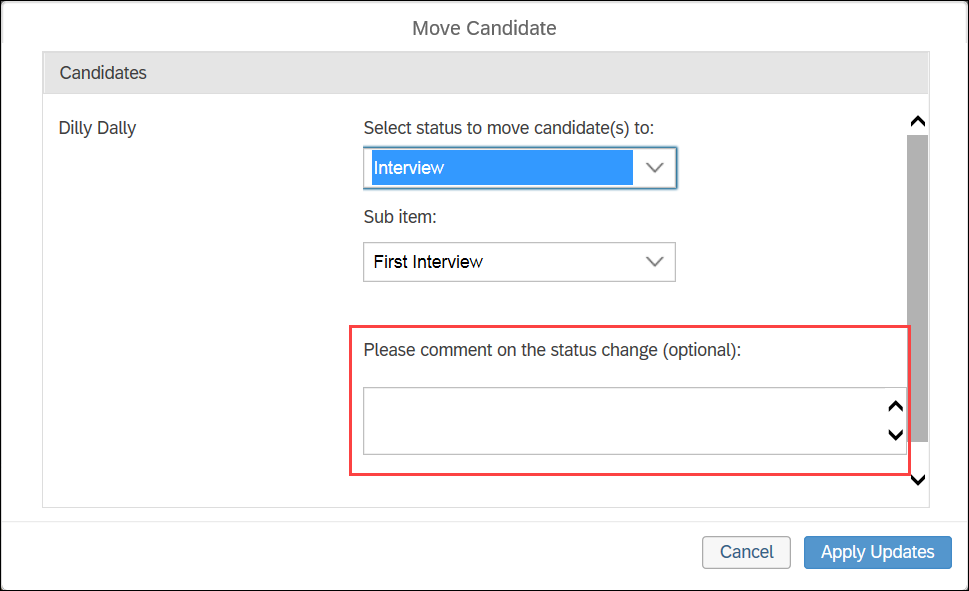 Move Candidate
Candidates
Dilly Dally
Select status to move candidate(s) to:
Interview
Sub item:
First Interview
Please comment on the status change (optional):
Cancel
Apply Updates